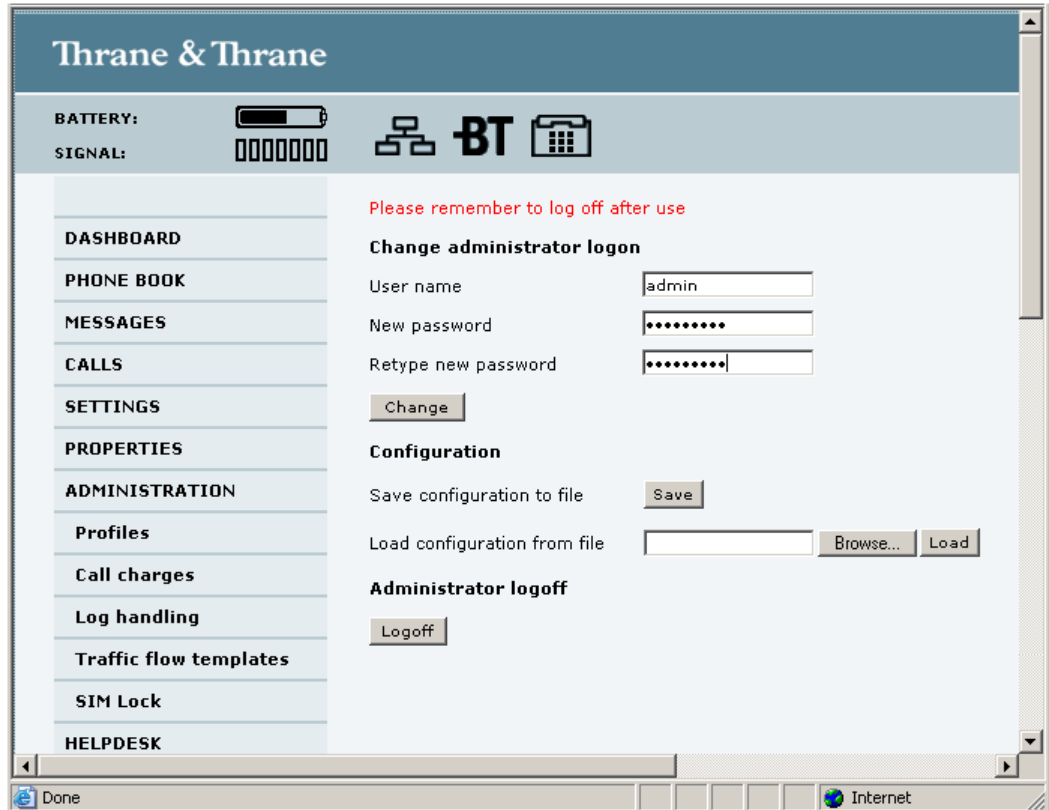 Thrane & Thrane
BATTERY:
SIGNAL:
BT
Please remember to log off after use
DASHBOARD
Change administrator logon
PHONE BOOK
User name admin
MESSAGES
New password •••••••••
CALLS
Retype new password •••••••••
SETTINGS
Change
PROPERTIES
Configuration
ADMINISTRATION
Save configuration to file Save
Profiles
Load configuration from file Browse... Load
Call charges
Administrator logoff
Log handling
Logoff
Traffic flow templates
SIM Lock
HELPDESK
Done Internet